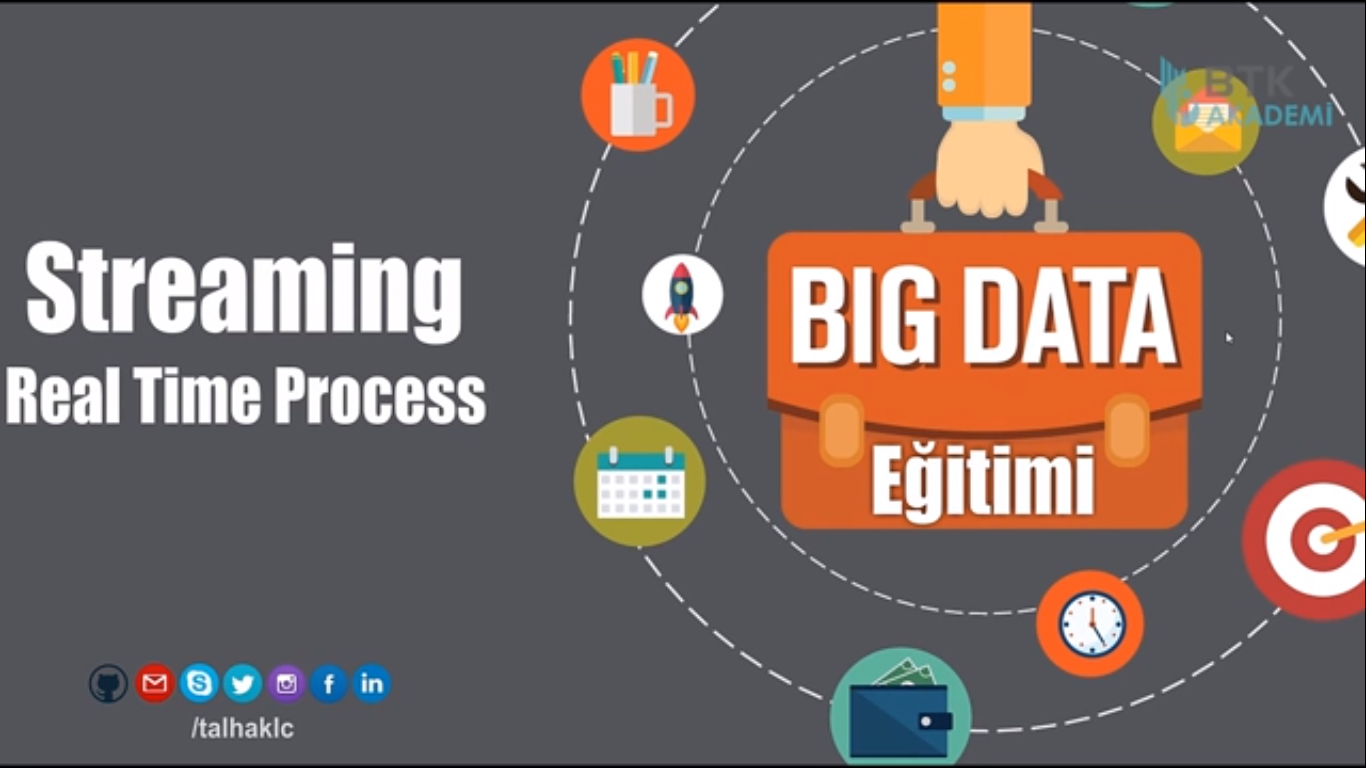 Streaming
Real Time Process
/talhaklc
BTK
AKADEMİ
BIG DATA
Eğitimi